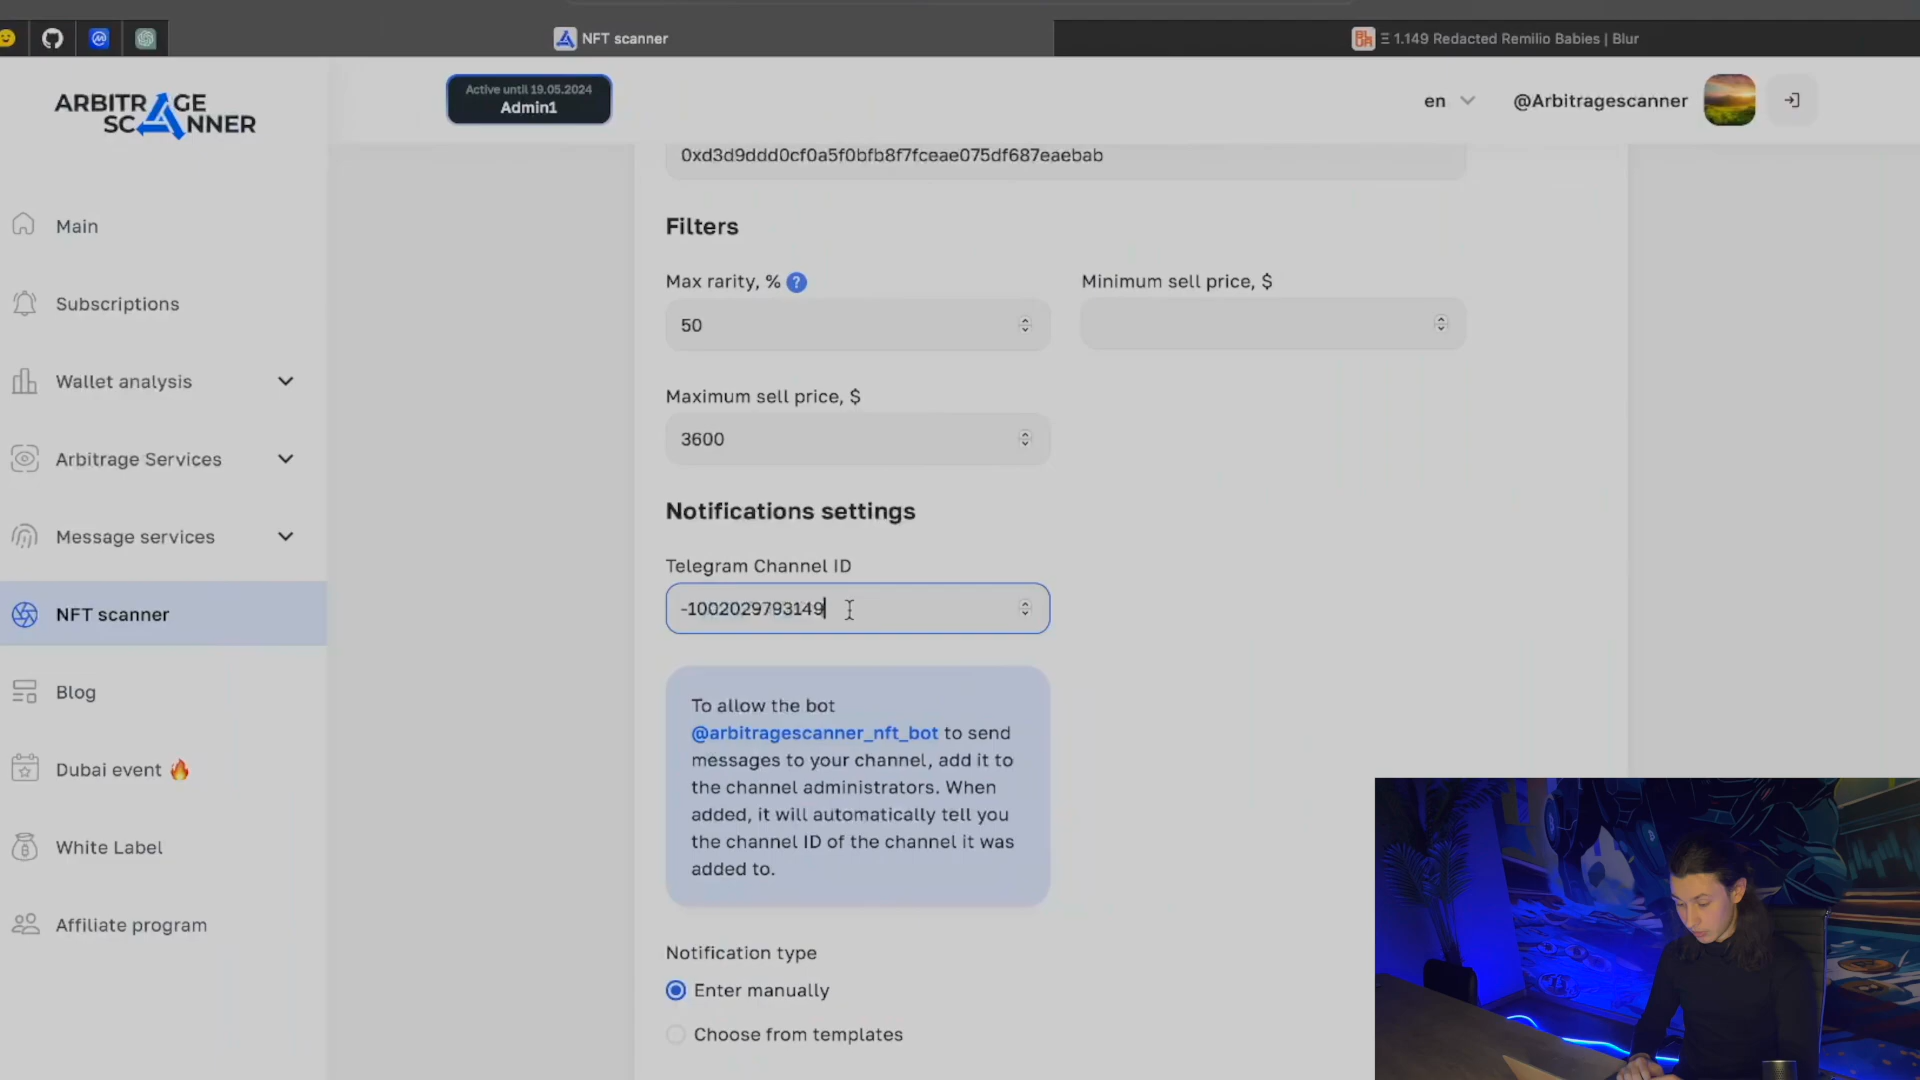 NFT scanner
Ξ 1.149 Redacted Remilio Babies | Blur
ARBITRAGE
SCANNER
Active until 19.05.2024
Admin1
en
@Arbitragescanner
Main
Subscriptions
Wallet analysis
Arbitrage Services
Message services
NFT scanner
Blog
Dubai event 🔥
White Label
Affiliate program
0xd3d9ddd0cf0a5f0bfb8f7fceae075df687eaebab
Filters
Max rarity, % ?
50
Minimum sell price, $
Maximum sell price, $
3600
Notifications settings
Telegram Channel ID
-1002029793149
To allow the bot
@arbitragescanner_nft_bot to send
messages to your channel, add it to
the channel administrators. When
added, it will automatically tell you
the channel ID of the channel it was
added to.
Notification type
Enter manually
Choose from templates